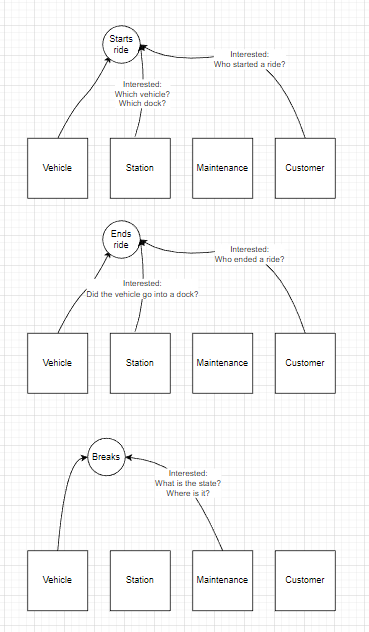 Starts
ride
Interested:
Who started a ride?
Interested:
Which vehicle?
Which dock?
Vehicle
Station
Maintenance
Customer
Ends
ride
Interested:
Who ended a ride?
Interested:
Did the vehicle go into a dock?
Vehicle
Station
Maintenance
Customer
Breaks
Interested:
What is the state?
Where is it?
Vehicle
Station
Maintenance
Customer